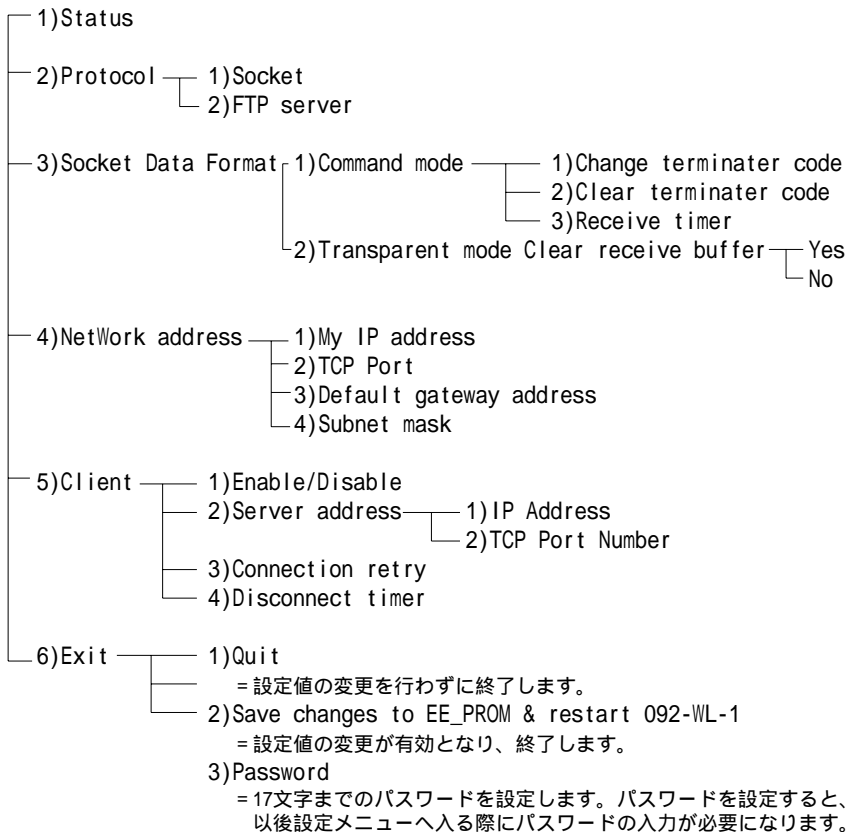 1)Status
2)Protocol
1)Socket
2)FTP server
3)Socket Data Format
1)Command mode
1)Change terminater code
2)Clear terminater code
3)Receive timer
2)Transparent mode Clear receive buffer
Yes
No
4)NetWork address
1)My IP address
2)TCP Port
3)Default gateway address
4)Subnet mask
5)Client
1)Enable/Disable
2)Server address
1)IP Address
2)TCP Port Number
3)Connection retry
4)Disconnect timer
6)Exit
1)Quit
=設定値の変更を行わずに終了します。
2)Save changes to EE_PROM & restart 092-WL-1
=設定値の変更が有効となり、終了します。
3)Password
=17文字までのパスワードを設定します。パスワードを設定すると、
以後設定メニューへ入る際にパスワードの入力が必要になります。